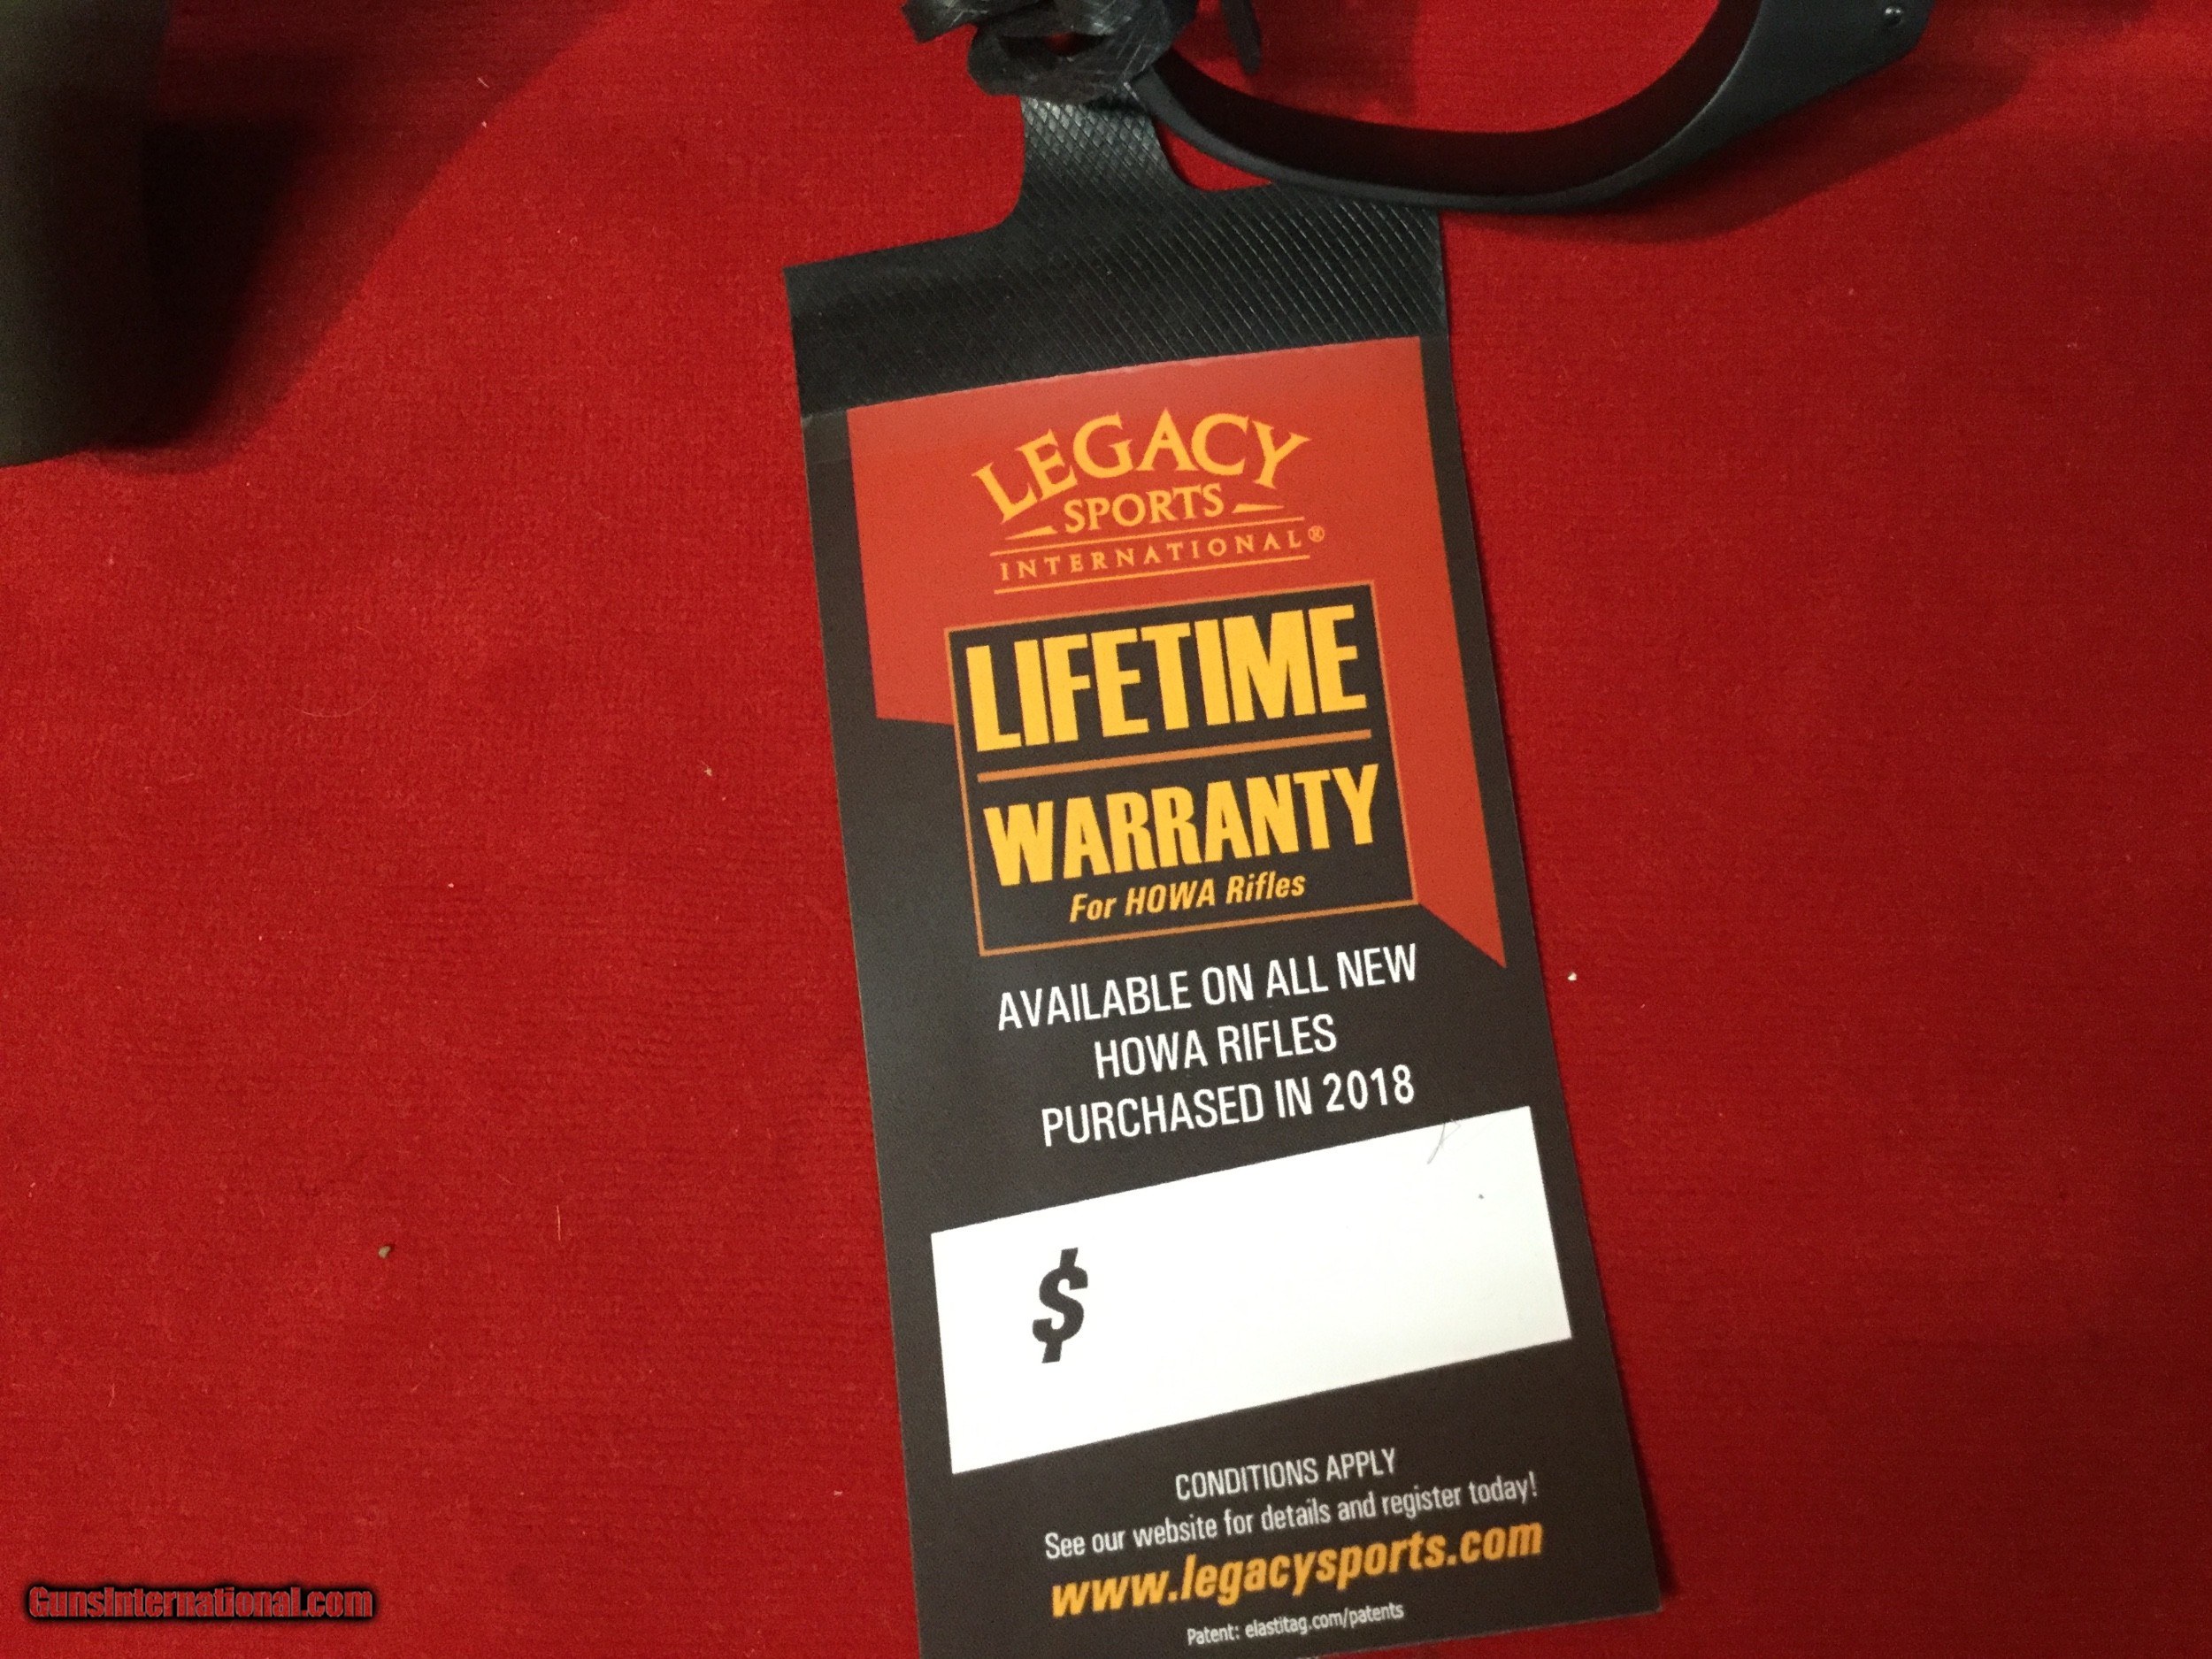 LEGACY
SPORTS
INTERNATIONAL®
LIFETIME
WARRANTY
For HOWA Rifles
AVAILABLE ON ALL NEW
HOWA RIFLES
PURCHASED IN 2018
$
CONDITIONS APPLY
See our website for details and register today!
www.legacysports.com
Patent: elastitag.com/patents
GunsInternational.com